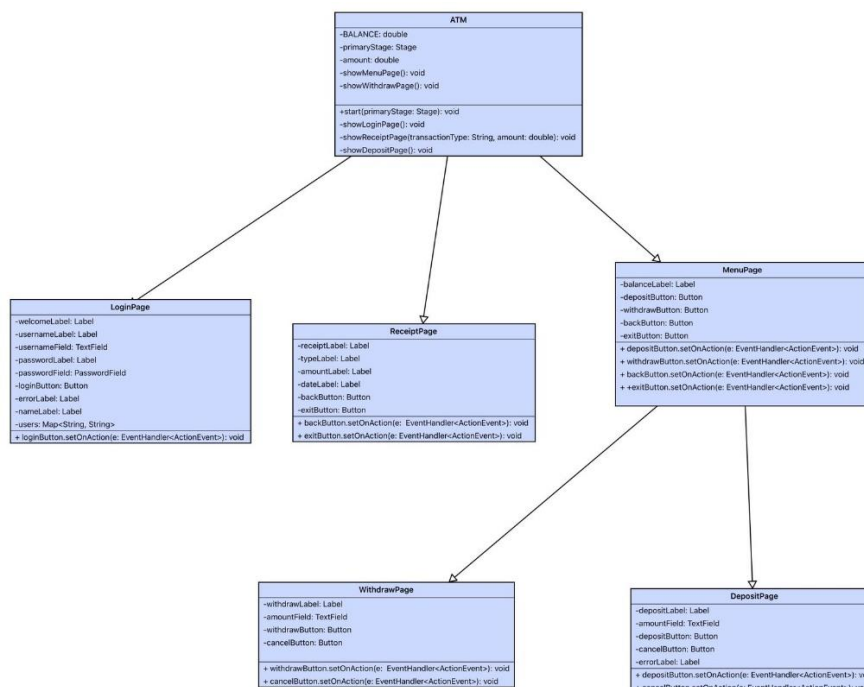 ATM
-BALANCE: double
-primaryStage: Stage
-amount: double
-showMenuPage(): void
-showWithdrawPage(): void
+start(primaryStage: Stage): void
-showLoginPage(): void
-showReceiptPage(transactionType: String, amount: double): void
-showDepositPage(): void
LoginPage
-welcomeLabel: Label
-usernameLabel: Label
-usernameField: TextField
-passwordLabel: Label
-passwordField: PasswordField
-loginButton: Button
-errorLabel: Label
-nameLabel: Label
-users: Map<String, String>
+ loginButton.setOnAction(e: EventHandler<ActionEvent>): void
ReceiptPage
-receiptLabel: Label
-typeLabel: Label
-amountLabel: Label
-dateLabel: Label
-backButton: Button
-exitButton: Button
+ backButton.setOnAction(e: EventHandler<ActionEvent>): void
+ exitButton.setOnAction(e: EventHandler<ActionEvent>): void
MenuPage
-balanceLabel: Label
-depositButton: Button
-withdrawButton: Button
-backButton: Button
-exitButton: Button
+ depositButton.setOnAction(e: EventHandler<ActionEvent>): void
+ withdrawButton.setOnAction(e: EventHandler<ActionEvent>): void
+ backButton.setOnAction(e: EventHandler<ActionEvent>): void
+ +exitButton.setOnAction(e: EventHandler<ActionEvent>): void
WithdrawPage
-withdrawLabel: Label
-amountField: TextField
-withdrawButton: Button
-cancelButton: Button
+ withdrawButton.setOnAction(e: EventHandler<ActionEvent>): void
+ cancelButton.setOnAction(e: EventHandler<ActionEvent>): void
DepositPage
-depositLabel: Label
-amountField: TextField
-depositButton: Button
-cancelButton: Button
-errorLabel: Label
+ depositButton.setOnAction(e: EventHandler<ActionEvent>):
+ cancelButton.setOnAction(e: EventHandler<ActionEvent>):